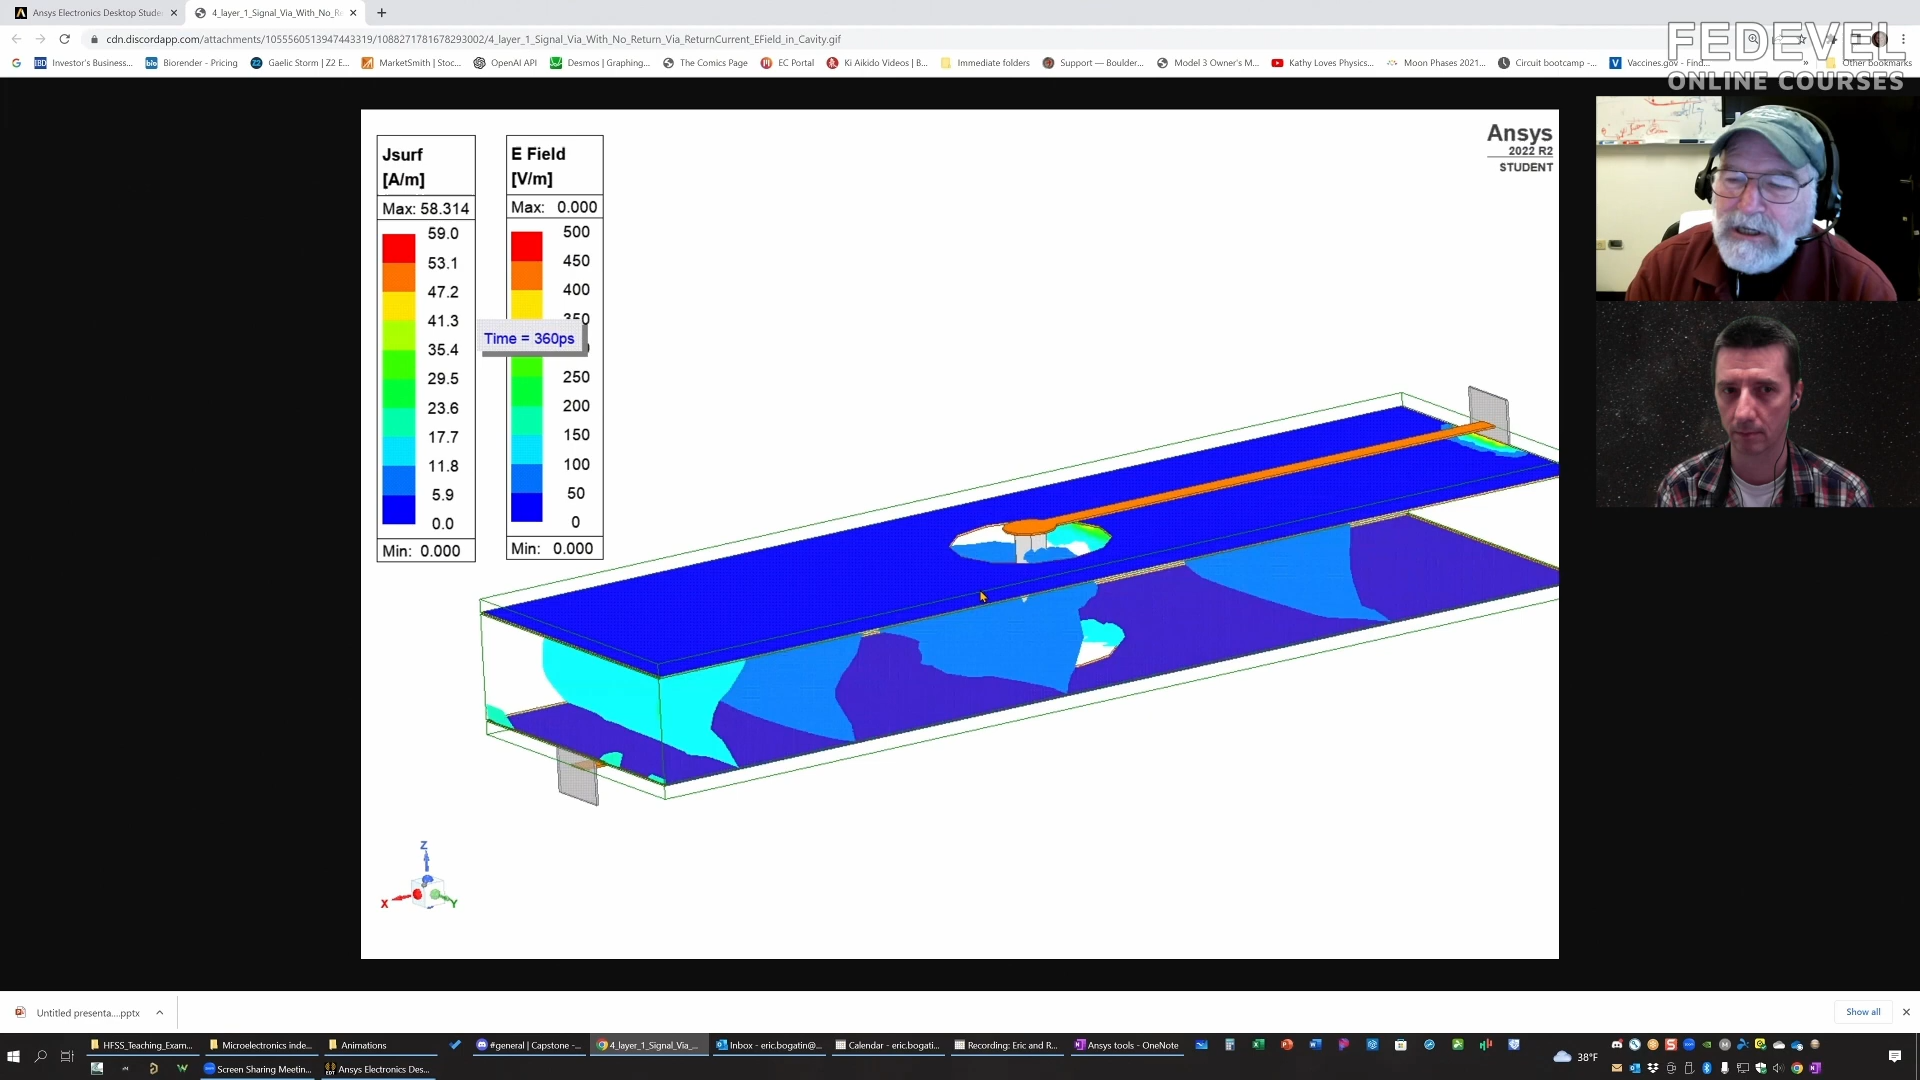 Ansys Electronics Desktop Stude
4_layer_1_Signal_Via_With_No_Re
cdn.discordapp.com/attachments/1055560513947443319/1088271781678293002/4_layer_1_Signal_Via_With_No_Return_Via_ReturnCurrent_EField_in_Cavity.gif
Investor's Business...
Biorender - Pricing
Gaelic Storm | Z2 E...
MarketSmith | Stoc...
OpenAI API
Desmos | Graphing...
The Comics Page
EC Portal
Ki Aikido Videos | B...
Immediate folders
Support — Boulder...
Model 3 Owner's M...
Kathy Loves Physics...
Moon Phases 2021...
Circuit bootcamp -...
Vaccines.gov - Find...
Other bookmarks
FEDEVEL
ONLINE COURSES
Jsurf
[A/m]
Max: 58.314
59.0
53.1
47.2
41.3
35.4
29.5
23.6
17.7
11.8
5.9
0.0
Min: 0.000
E Field
[V/m]
Max: 0.000
500
450
400
350
250
200
150
100
50
0
Min: 0.000
Time = 360ps
Ansys
2022 R2
STUDENT
Z
X
Y
Untitled presenta....pptx
Show all
HFSS_Teaching_Exam...
Microelectronics inde...
Animations
#general | Capstone -...
4_layer_1_Signal_Via_...
Inbox - eric.bogatin@...
Calendar - eric.bogati...
Recording: Eric and R...
Ansys tools - OneNote
38°F
Screen Sharing Meetin...
Ansys Electronics Des...